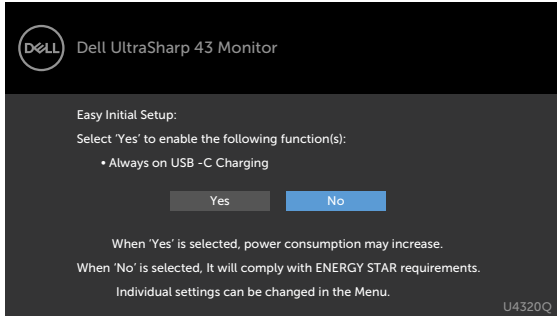 DELL
Dell UltraSharp 43 Monitor
Easy Initial Setup:
Select ‘Yes’ to enable the following function(s):
• Always on USB -C Charging
Yes
No
When ‘Yes’ is selected, power consumption may increase.
When ‘No’ is selected, It will comply with ENERGY STAR requirements.
Individual settings can be changed in the Menu.
U4320Q